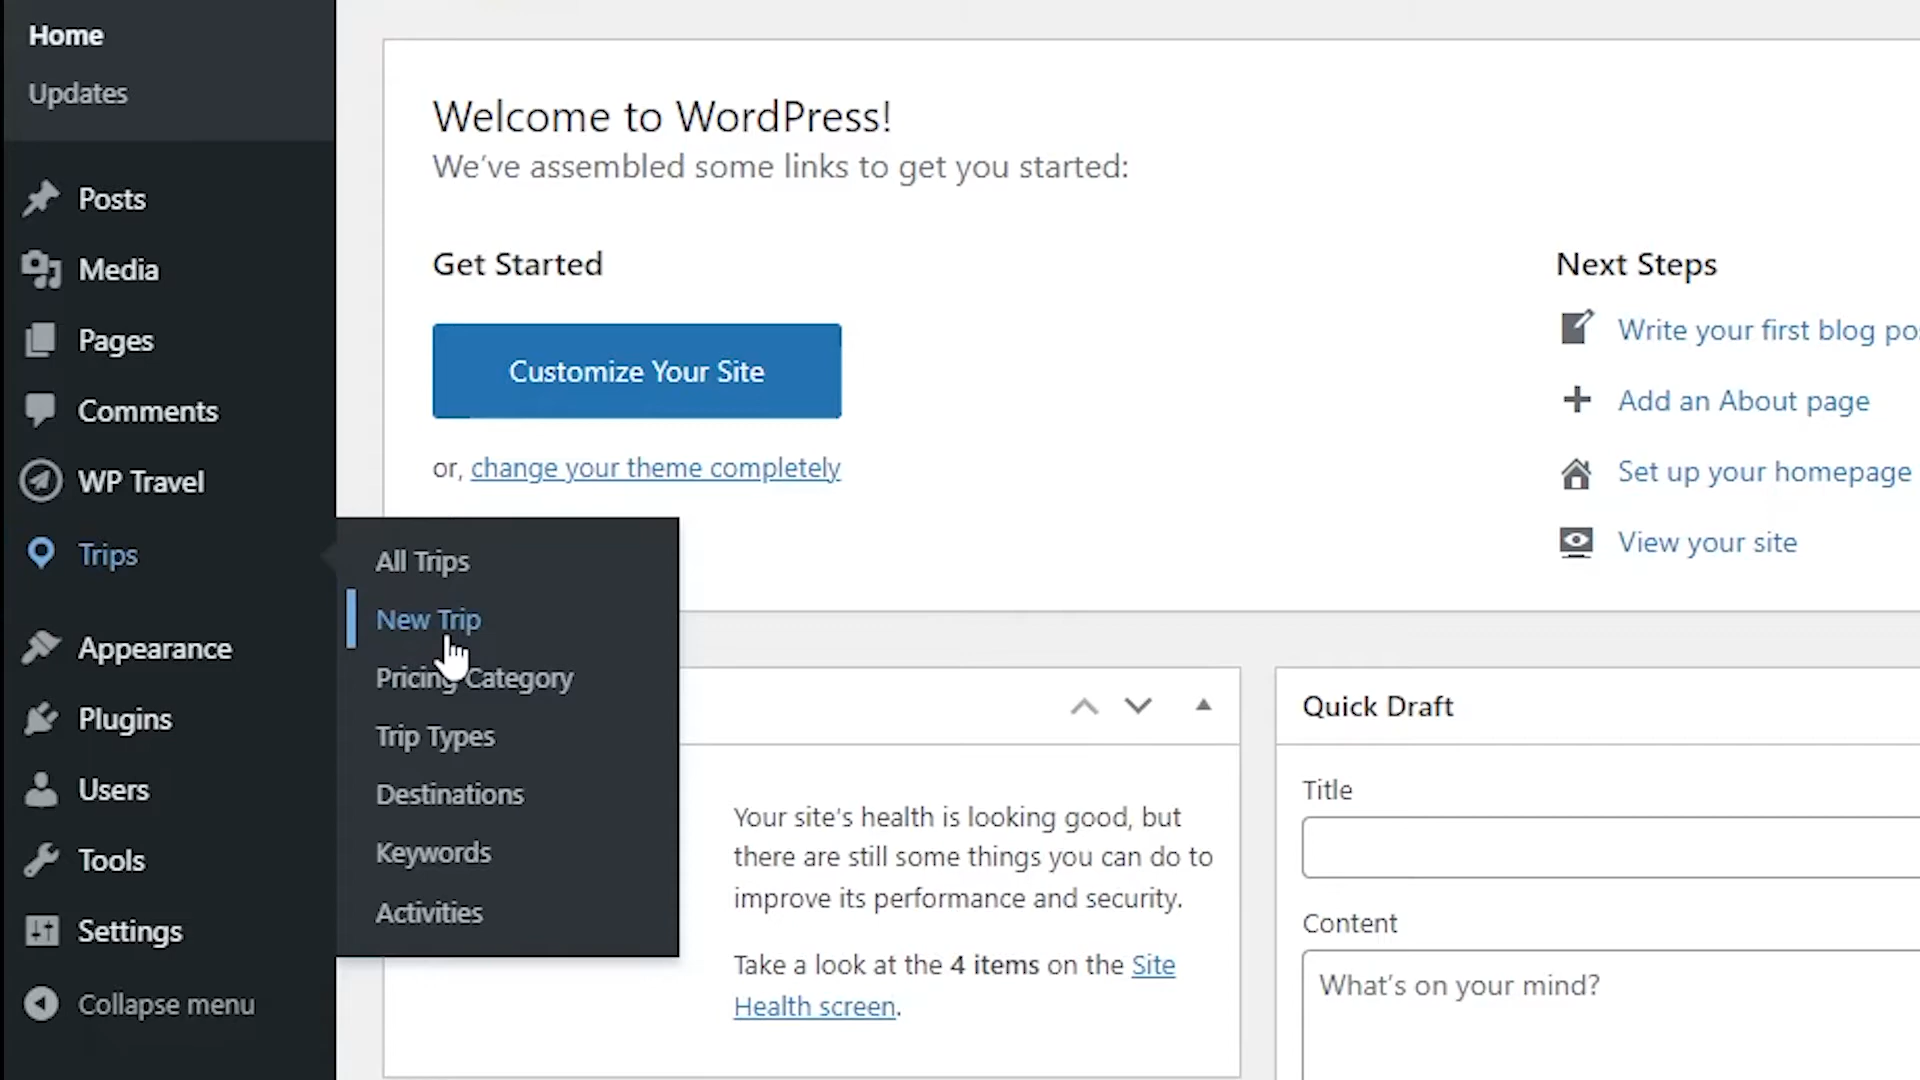 Home
Updates
Posts
Media
Pages
Comments
WP Travel
Trips
Appearance
Plugins
Users
Tools
Settings
Collapse menu
All Trips
New Trip
Pricing Category
Trip Types
Destinations
Keywords
Activities
Welcome to WordPress!
We've assembled some links to get you started:
Get Started
Customize Your Site
or, change your theme completely
Next Steps
Write your first blog
Add an About page
Set up your homepage
View your site
Your site's health is looking good, but
there are still some things you can do to
improve its performance and security.
Take a look at the 4 items on the Site
Health screen.
Quick Draft
Title
Content
What's on your mind?